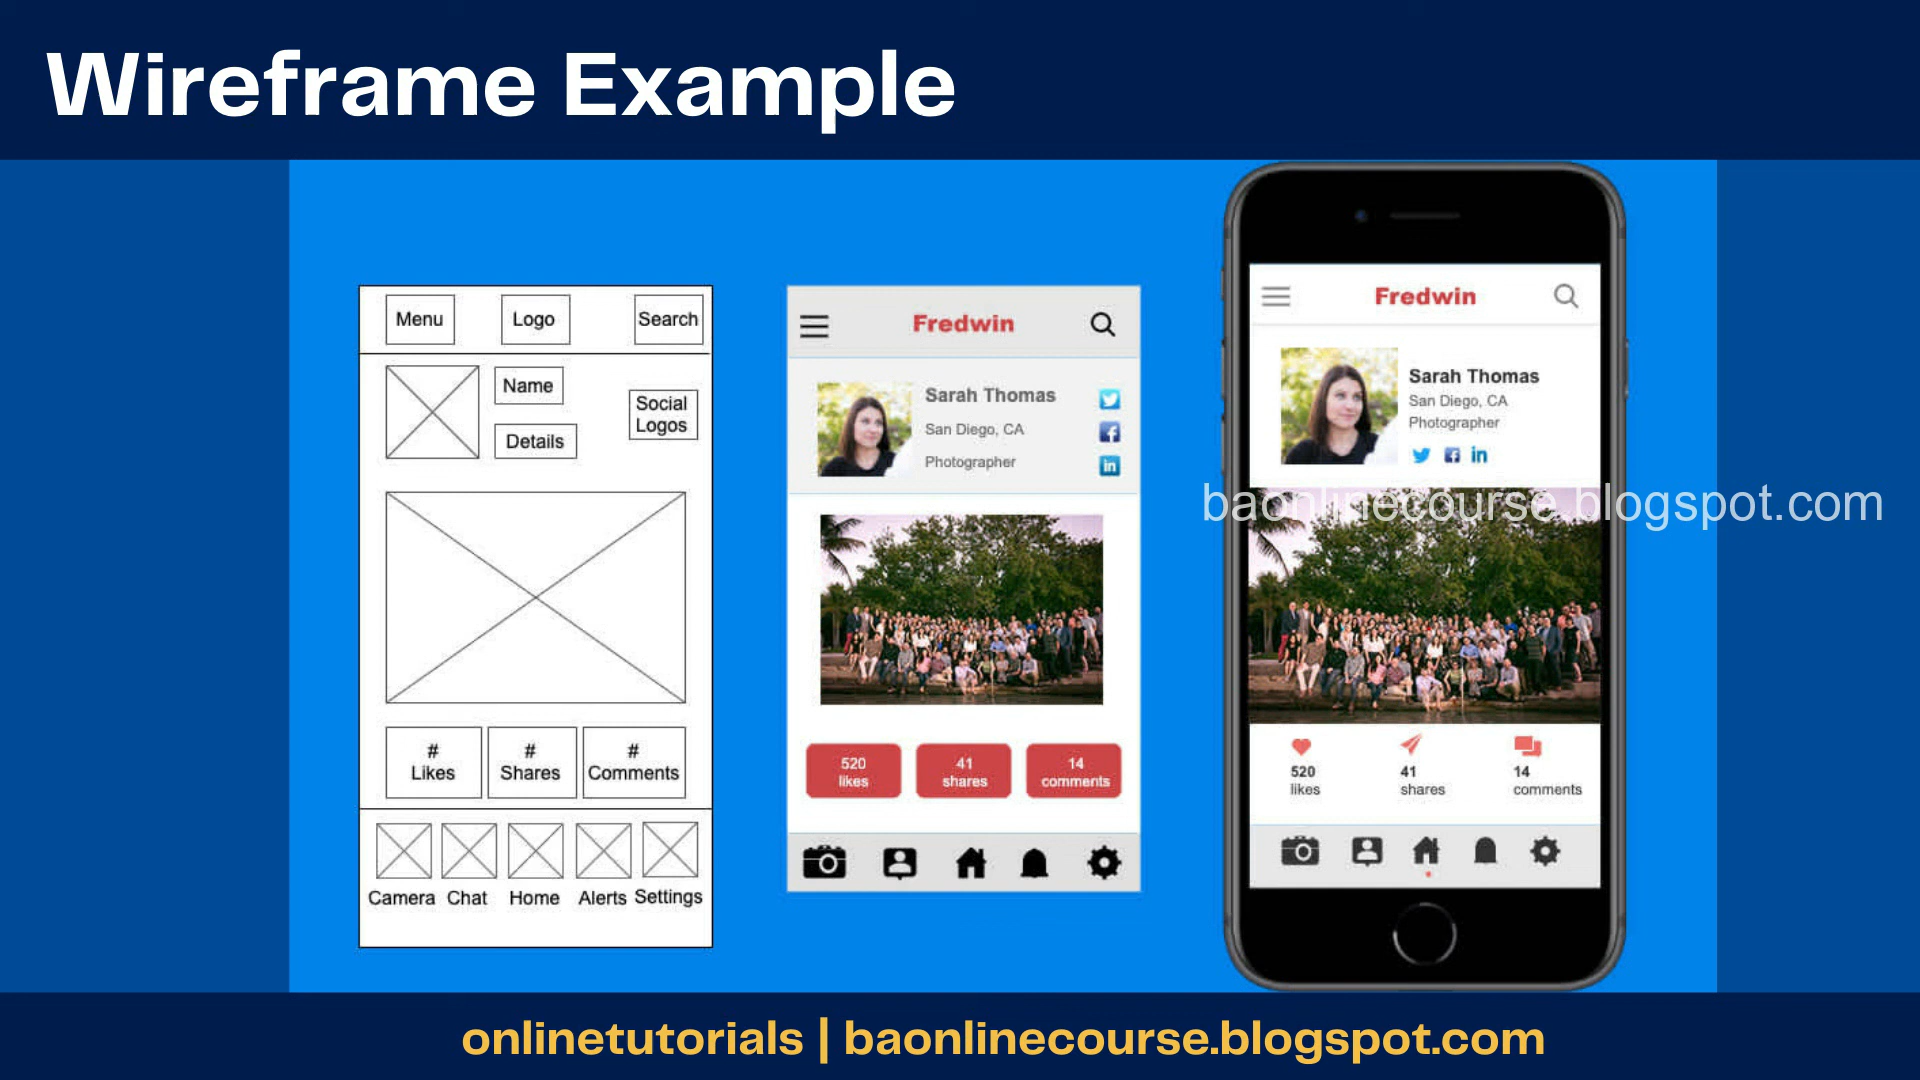 Wireframe Example
Menu
Logo
Search
Name
Details
Social
Logos
#
Likes
#
Shares
#
Comments
Camera
Chat
Home
Alerts
Settings
Fredwin
Sarah Thomas
San Diego, CA
Photographer
f
in
520
likes
41
shares
14
comments
Fredwin
Sarah Thomas
San Diego, CA
Photographer
f
in
baonlinecourse.blogspot.com
520
likes
41
shares
14
comments
onlinetutorials | baonlinecourse.blogspot.com